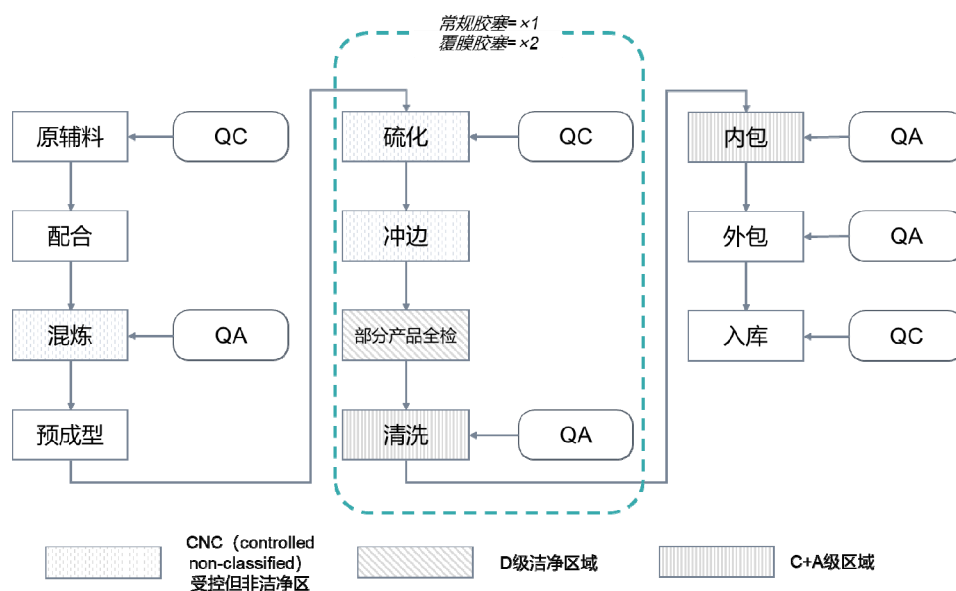 常规胶塞=×1
覆膜胶塞=×2
原辅料
QC
配合
混炼
QA
预成型
硫化
QC
冲边
部分产品全检
清洗
QA
内包
QA
外包
QA
入库
QC
CNC（controlled
non-classified）
受控但非洁净区
D级洁净区域
C+A级区域